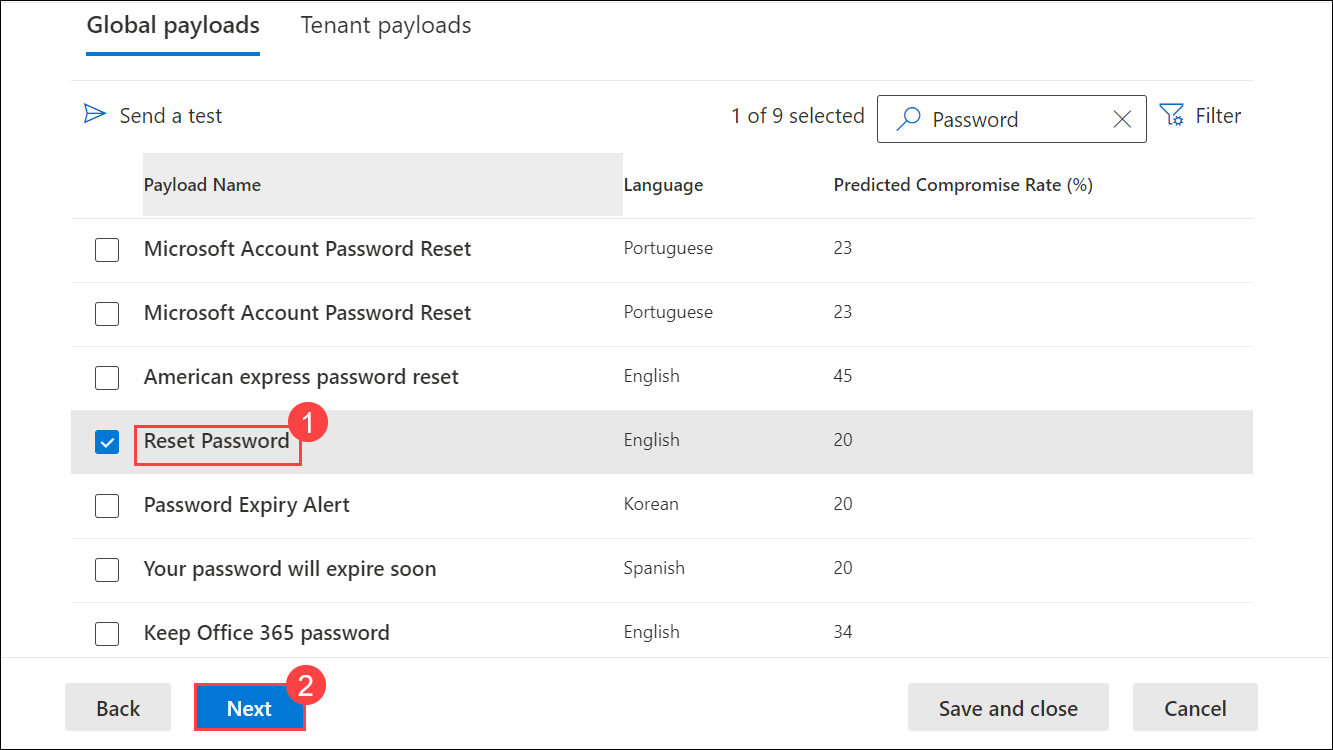 Global payloads Tenant payloads
Send a test 1 of 9 selected Password Filter
Payload Name Language Predicted Compromise Rate (%)
Microsoft Account Password Reset Portuguese 23
Microsoft Account Password Reset Portuguese 23
American express password reset English 45
1
Reset Password English 20
Password Expiry Alert Korean 20
Your password will expire soon Spanish 20
Keep Office 365 password English 34
2
Back Next Save and close Cancel